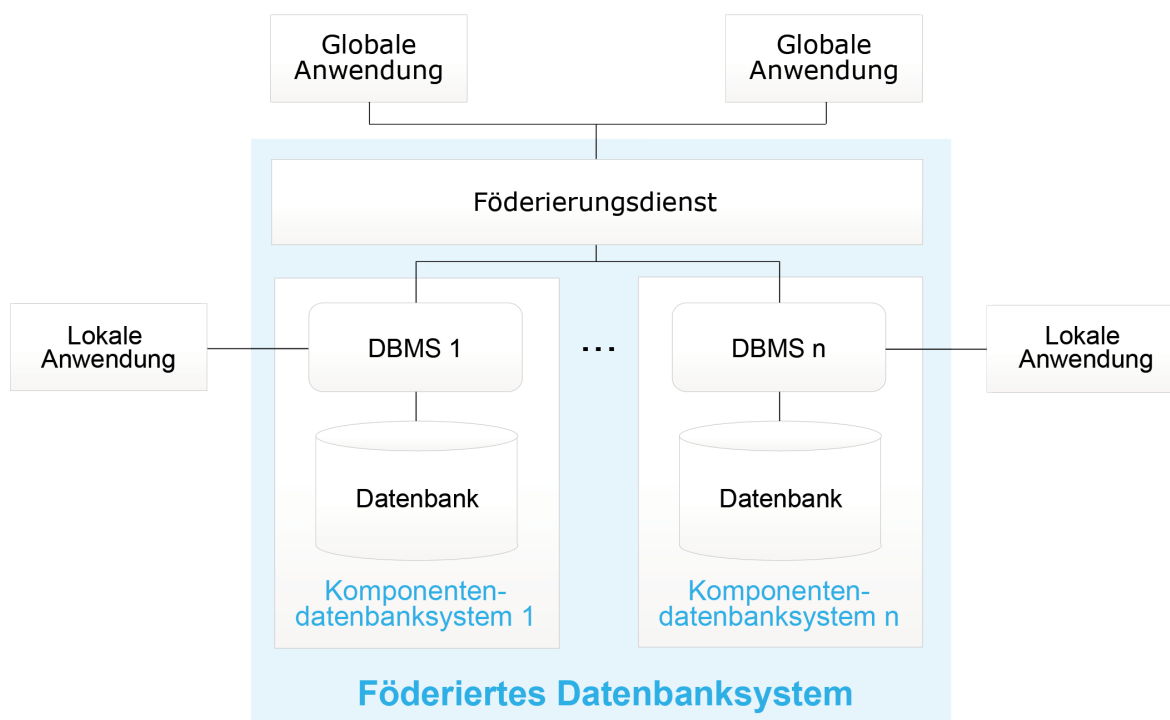 Globale
Anwendung
Globale
Anwendung
Föderierungsdienst
Lokale
Anwendung
DBMS 1
...
DBMS n
Lokale
Anwendung
Datenbank
Datenbank
Komponenten-
datenbanksystem 1
Komponenten-
datenbanksystem n
Föderiertes Datenbanksystem